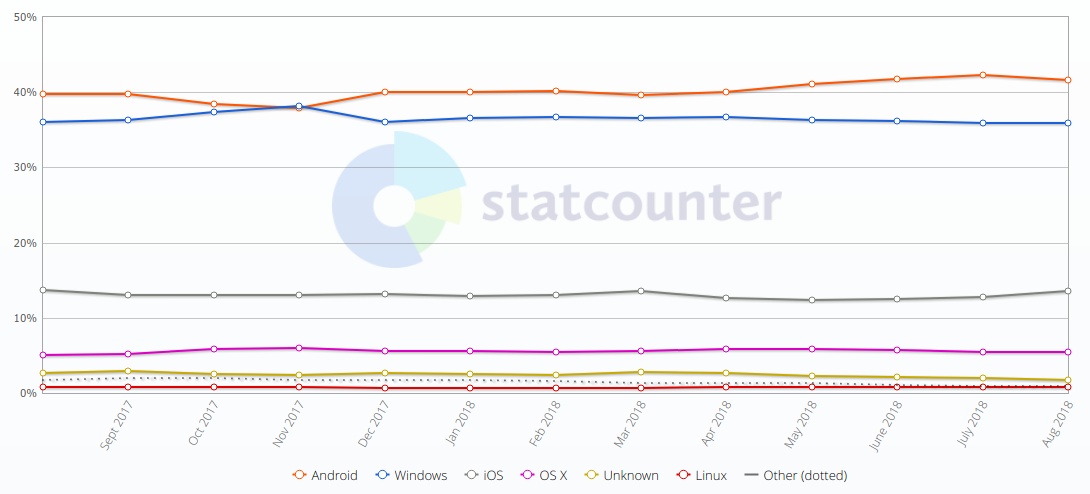 50%
40%
30%
20%
10%
0%
statcounter
Sept 2017
Oct 2017
Nov 2017
Dec 2017
Jan 2018
Feb 2018
Mar 2018
Apr 2018
May 2018
June 2018
July 2018
Aug 2018
Android Windows iOS OS X Unknown Linux Other (dotted)